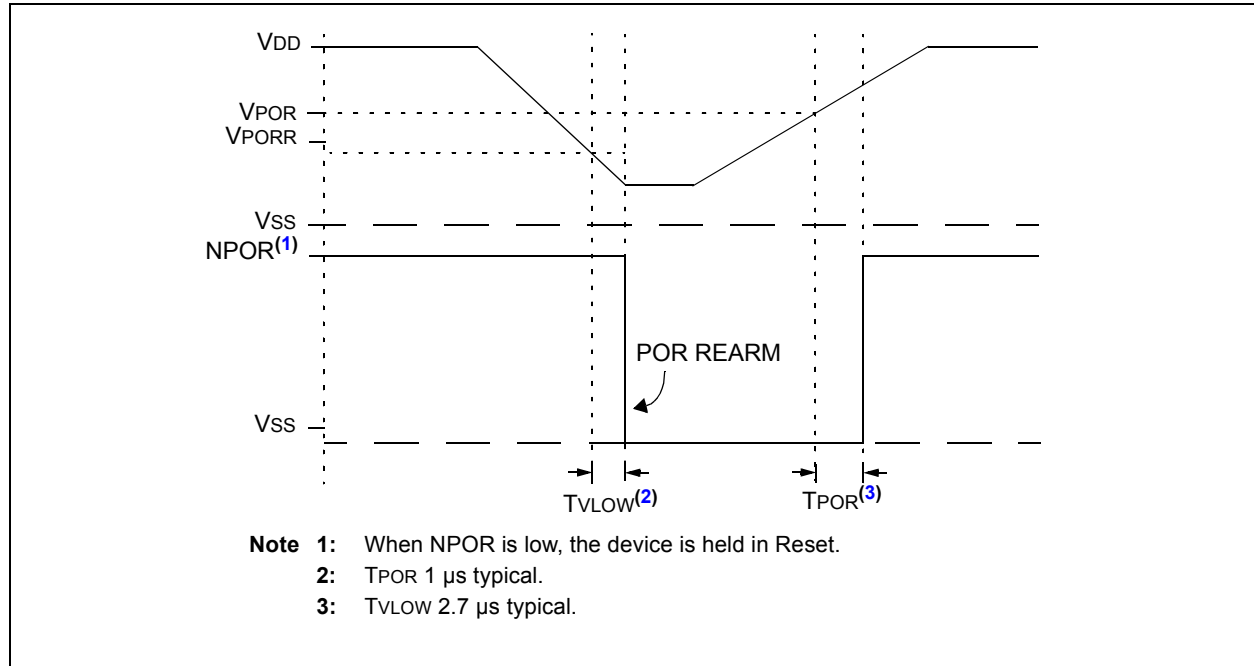 VDD
VPOR
VPORR
VSS
NPOR(1)
POR REARM
VSS
TVLOW(2) TPOR(3)
Note 1: When NPOR is low, the device is held in Reset.
2: TPOR 1 µs typical.
3: TVLOW 2.7 µs typical.